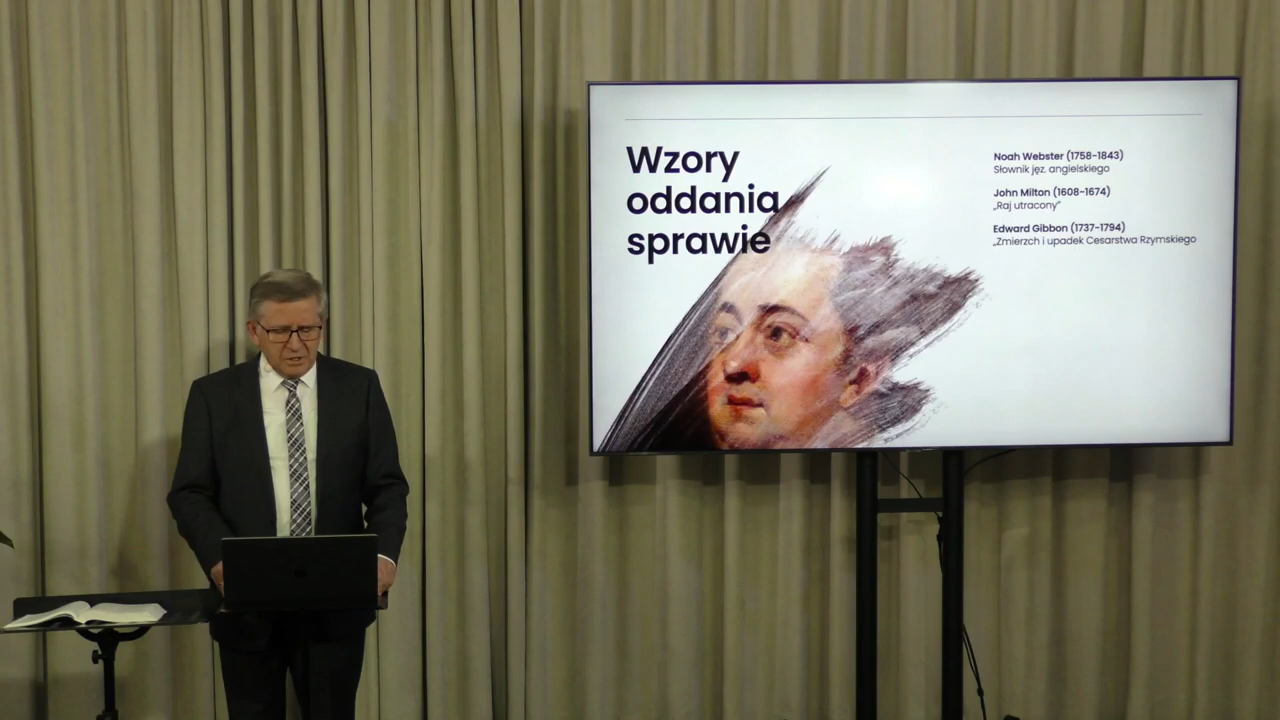 Wzory
oddania
sprawie
Noah Webster (1758-1843)
Słownik jęz. angielskiego
John Milton (1608-1674)
„Raj utracony”
Edward Gibbon (1737-1794)
„Zmierzch i upadek Cesarstwa Rzymskiego